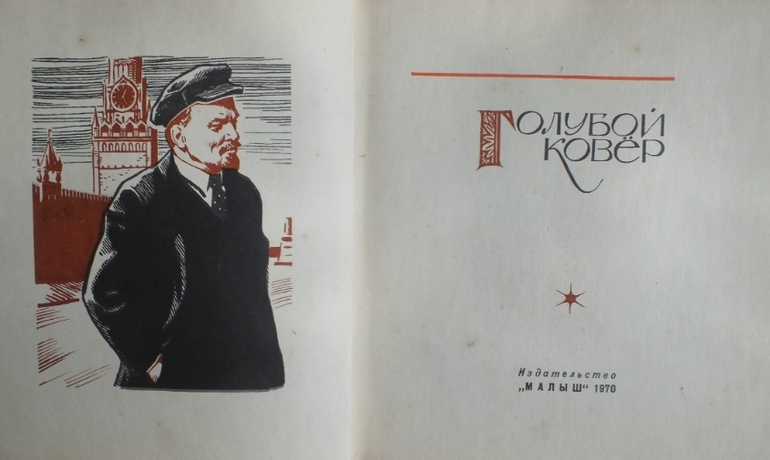 Голубой
ковёр
Издательство
„МАЛЫШ“ 1970